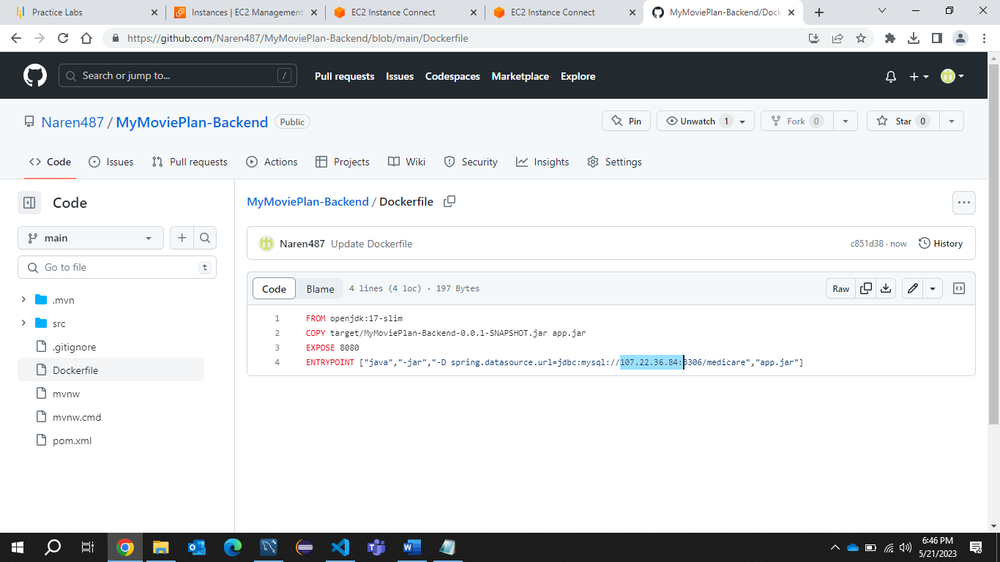 Practice Labs
Instances | EC2 Management
EC2 Instance Connect
EC2 Instance Connect
MyMoviePlan-Backend/Dock
https://github.com/Naren487/MyMoviePlan-Backend/blob/main/Dockerfile
Search or jump to...
/
Pull requests
Issues
Codespaces
Marketplace
Explore
Naren487 / MyMoviePlan-Backend
Public
Pin
Unwatch 1
Fork 0
Star 0
Code
Issues
Pull requests
Actions
Projects
Wiki
Security
Insights
Settings
Code
main
Go to file
t
.mvn
src
.gitignore
Dockerfile
mvnw
mvnw.cmd
pom.xml
MyMoviePlan-Backend / Dockerfile
Naren487 Update Dockerfile
c851d38 · now
History
Code
Blame
4 lines (4 loc) · 197 Bytes
Raw
1 FROM openjdk:17-slim
2 COPY target/MyMoviePlan-Backend-0.0.1-SNAPSHOT.jar app.jar
3 EXPOSE 8080
4 ENTRYPOINT ["java","-jar","-D spring.datasource.url=jdbc:mysql://107.22.36.84:3306/medicare","app.jar"]
6:46 PM
5/21/2023